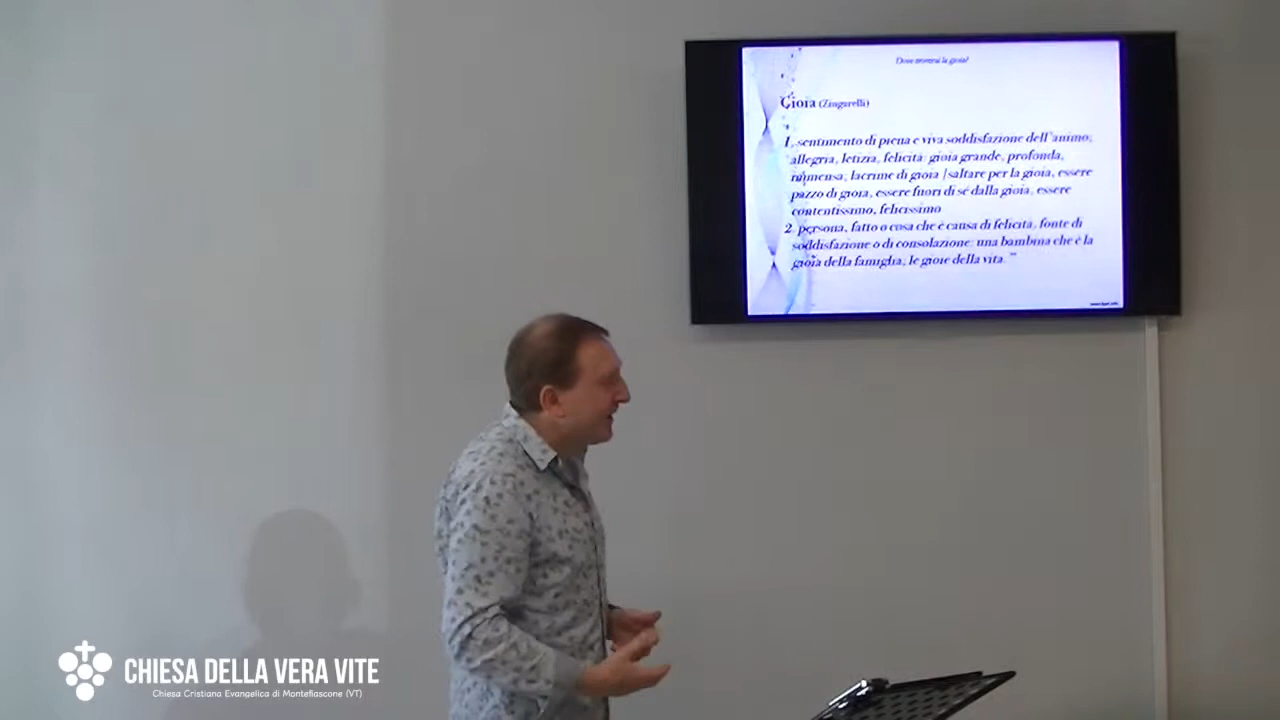 Dove troverai la gioia?
Gioia (Zingarelli)
1. sentimento di piena e viva soddisfazione dell'animo;
allegria, letizia, felicità: gioia grande, profonda,
immensa; lacrime di gioia | saltare per la gioia, essere
pazzo di gioia, essere fuori di sé dalla gioia, essere
contentissimo, felicissimo
2. persona, fatto o cosa che è causa di felicità, fonte di
soddisfazione o di consolazione: una bambina che è la
gioia della famiglia; le gioie della vita. "
CHIESA DELLA VERA VITE
Chiesa Cristiana Evangelica di Montefiascone (VT)